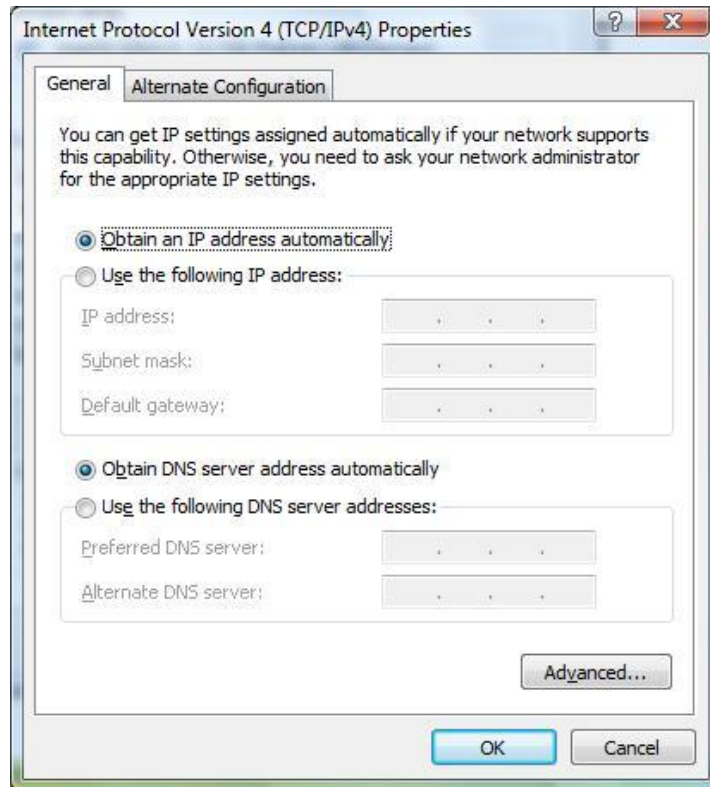 Internet Protocol Version 4 (TCP/IPv4) Properties
General
Alternate Configuration
You can get IP settings assigned automatically if your network supports
this capability. Otherwise, you need to ask your network administrator
for the appropriate IP settings.
Obtain an IP address automatically
Use the following IP address:
IP address:
Subnet mask:
Default gateway:
Obtain DNS server address automatically
Use the following DNS server addresses:
Preferred DNS server:
Alternate DNS server:
Advanced...
OK
Cancel